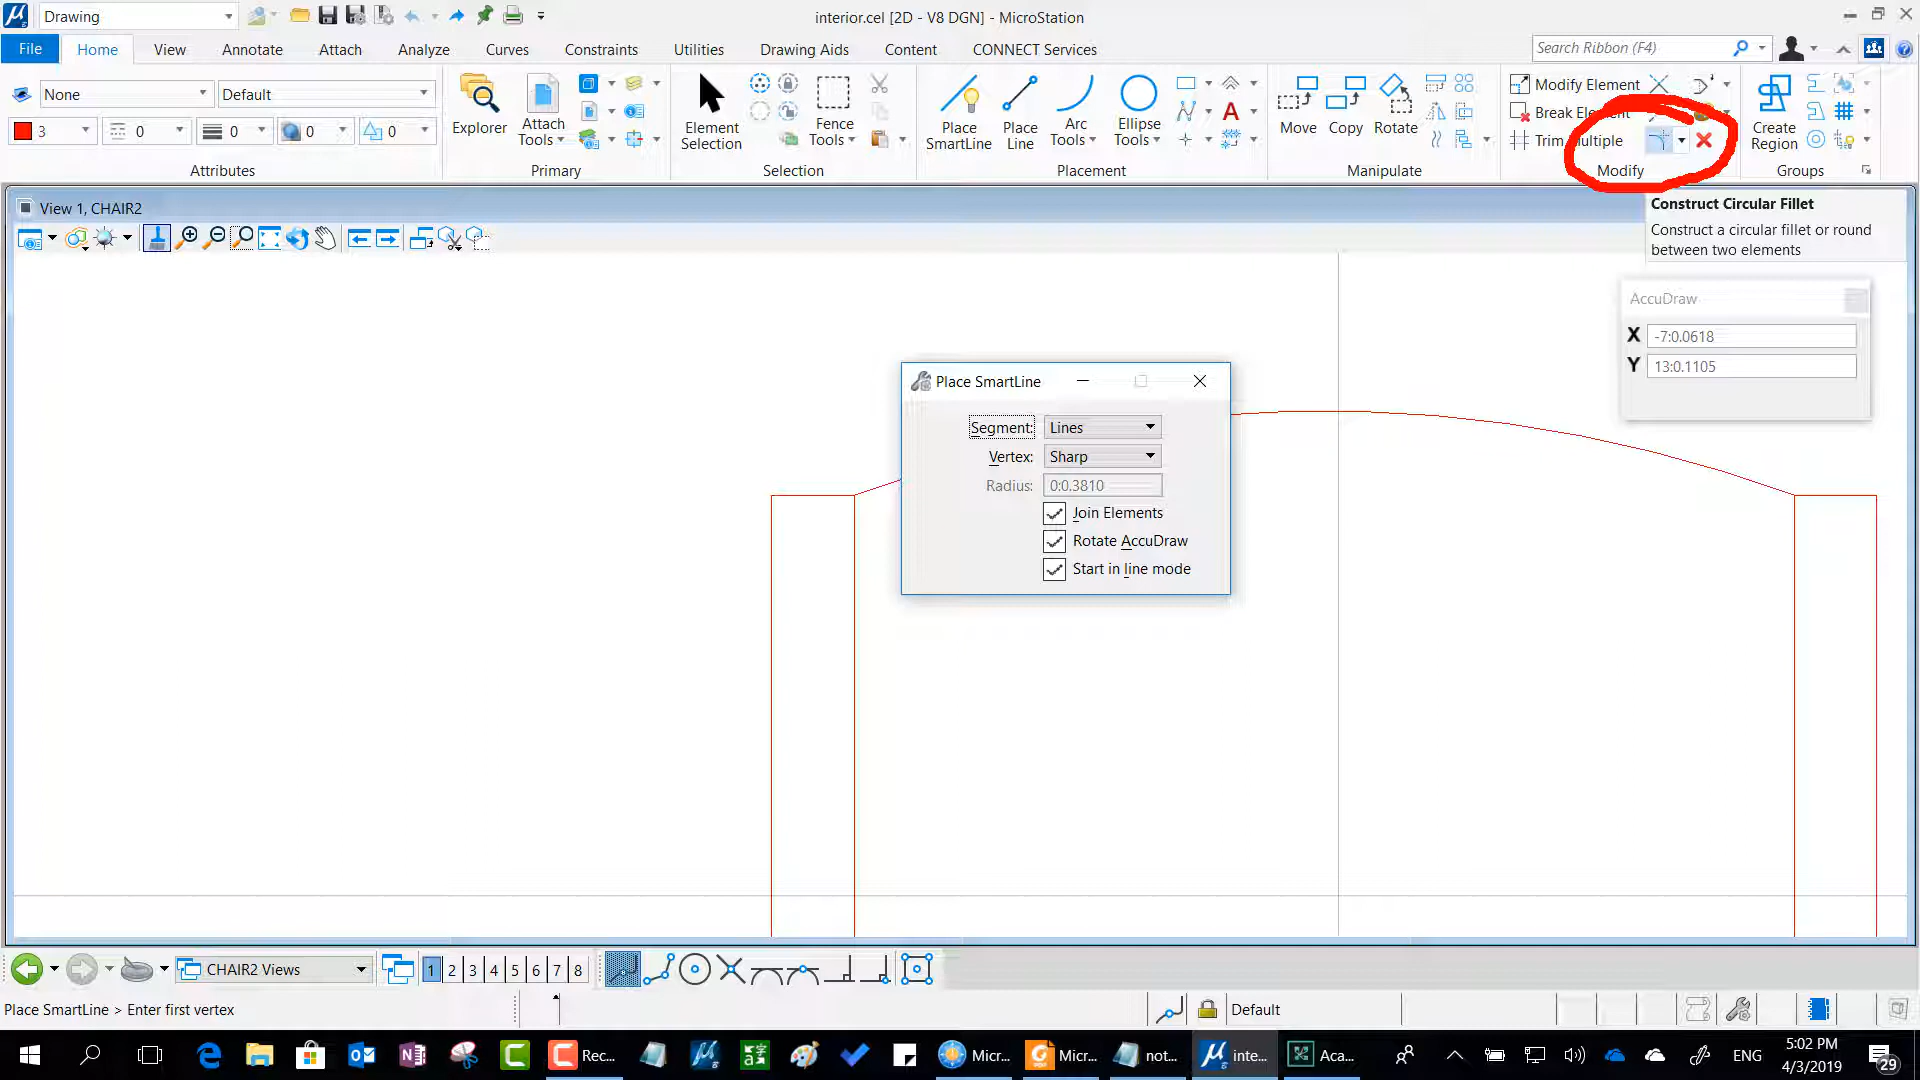 Drawing
interior.cel [2D - V8 DGN] - MicroStation
File Home View Annotate Attach Analyze Curves Constraints Utilities Drawing Aids Content CONNECT Services
Search Ribbon (F4)
None Default
3 0 0 0 0
Attributes
Explorer
Attach Tools
Primary
Element Selection
Fence Tools
Selection
Place SmartLine
Place Line
Arc Tools
Ellipse Tools
Placement
Move Copy Rotate
Manipulate
Modify Element
Break Element
Trim Multiple
Modify
Create Region
Groups
Construct Circular Fillet
Construct a circular fillet or round
between two elements
View 1, CHAIR2
AccuDraw
X -7:0.0618
Y 13:0.1105
Place SmartLine
Segment: Lines
Vertex: Sharp
Radius: 0:0.3810
Join Elements
Rotate AccuDraw
Start in line mode
CHAIR2 Views
1 2 3 4 5 6 7 8
Place SmartLine > Enter first vertex
Default
Rec...
Micr...
Micr...
not...
inte...
Aca...
ENG
5:02 PM
4/3/2019
29